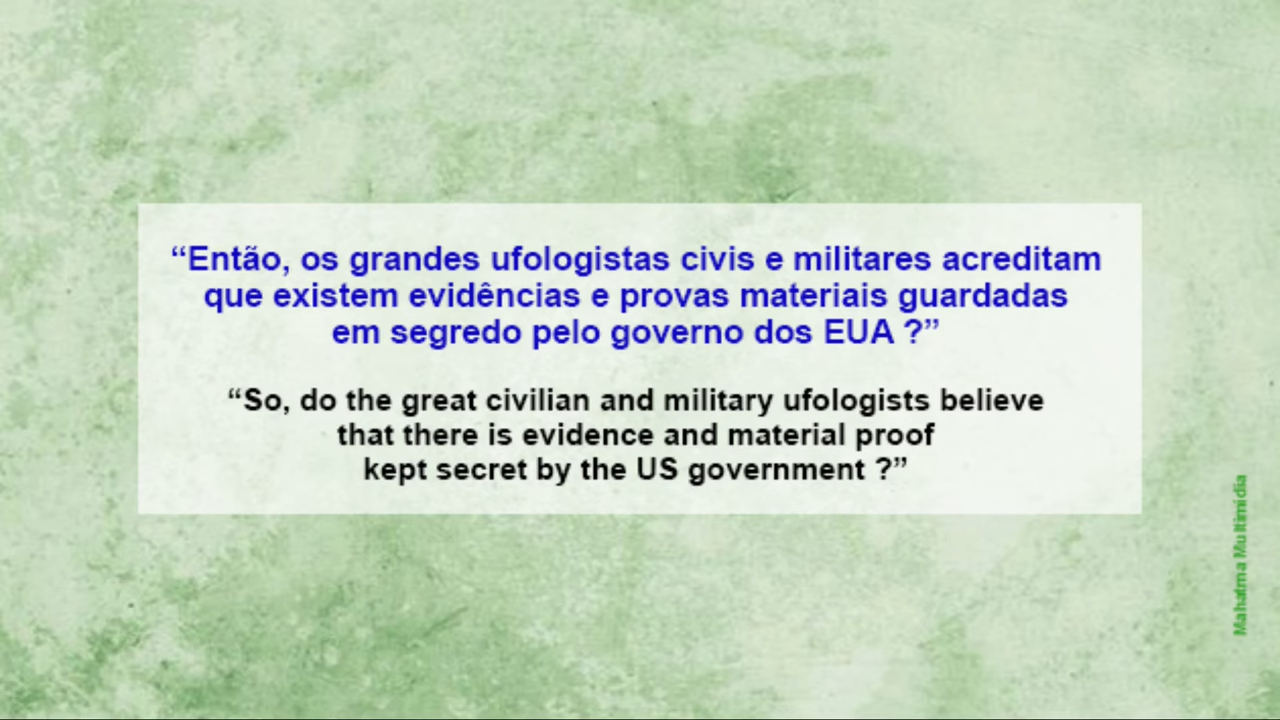 “Então, os grandes ufologistas civis e militares acreditam
que existem evidências e provas materiais guardadas
em segredo pelo governo dos EUA ?”
“So, do the great civilian and military ufologists believe
that there is evidence and material proof
kept secret by the US government ?”
Mahatma Multimídia